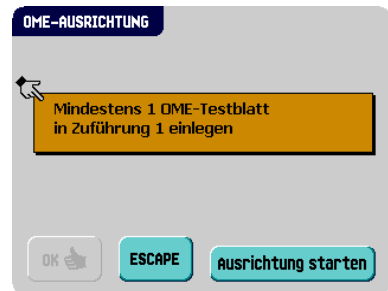 OME-AUSRICHTUNG
Mindestens 1 OME-Testblatt
in Zuführung 1 einlegen
OK
ESCAPE
Ausrichtung starten